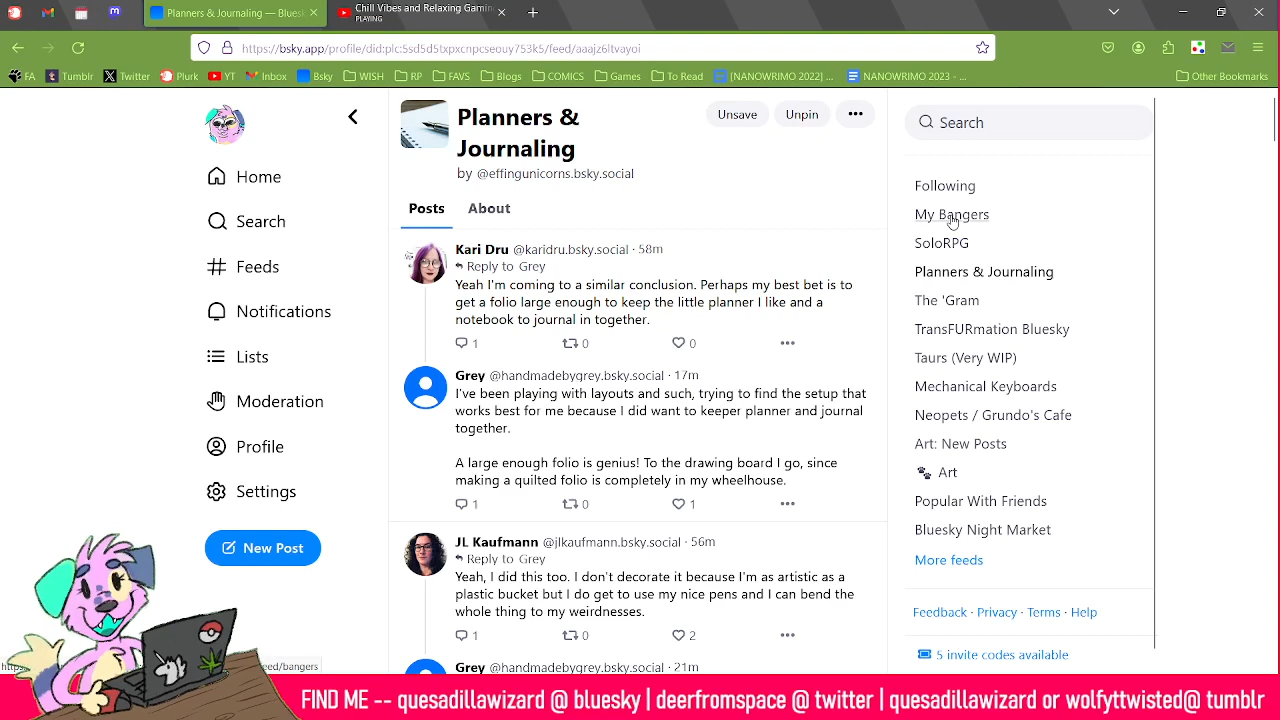 Planners & Journaling — Blues
Chill Vibes and Relaxing Gamin
PLAYING
https://bsky.app/profile/did:plc:5sd5d5txpxcnpcseouy753k5/feed/aaajz6ltvayoi
FA
Tumblr
Twitter
Plurk
YT
Inbox
Bsky
WISH
RP
FAVS
Blogs
COMICS
Games
To Read
[NANOWRIMO 2022] ...
NANOWRIMO 2023 - ...
Other Bookmarks
Home
Search
Feeds
Notifications
Lists
Moderation
Profile
Settings
New Post
Planners &
Journaling
by @effingunicorns.bsky.social
Unsave
Unpin
Posts
About
Kari Dru @karidru.bsky.social · 58m
Reply to Grey
Yeah I'm coming to a similar conclusion. Perhaps my best bet is to
get a folio large enough to keep the little planner I like and a
notebook to journal in together.
1
0
0
Grey @handmadebygrey.bsky.social · 17m
I've been playing with layouts and such, trying to find the setup that
works best for me because I did want to keeper planner and journal
together.
A large enough folio is genius! To the drawing board I go, since
making a quilted folio is completely in my wheelhouse.
1
0
1
JL Kaufmann @jlkaufmann.bsky.social · 56m
Reply to Grey
Yeah, I did this too. I don't decorate it because I'm as artistic as a
plastic bucket but I do get to use my nice pens and I can bend the
whole thing to my weirdnesses.
1
0
2
Grey @handmadebygrey.bsky.social · 21m
Search
Following
My Bangers
SoloRPG
Planners & Journaling
The 'Gram
TransFURmation Bluesky
Taurs (Very WIP)
Mechanical Keyboards
Neopets / Grundo's Cafe
Art: New Posts
🐾 Art
Popular With Friends
Bluesky Night Market
More feeds
Feedback · Privacy · Terms · Help
5 invite codes available
eed/bangers
FIND ME -- quesadillawizard @ bluesky | deerfromspace @ twitter | quesadillawizard or wolfyttwisted@ tumblr